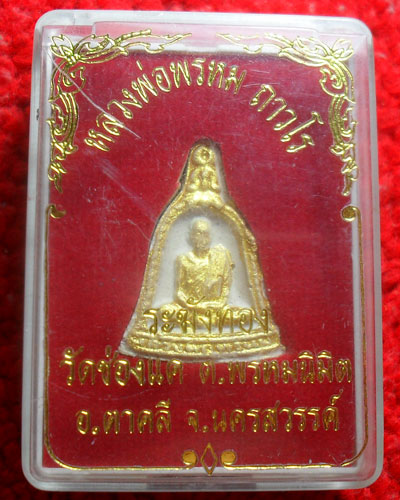 หลวงพ่อพรหม ถาวโร
ระฆังทอง
วัดช่องแค ต.พรหมนิมิต
อ.ตาคลี จ.นครสวรรค์